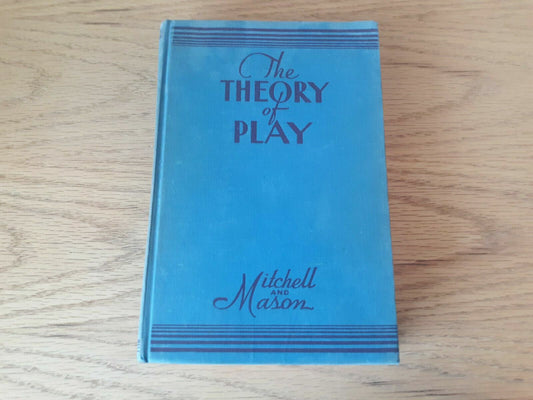 The
THEORY
of
PLAY
Mitchell
AND
Mason